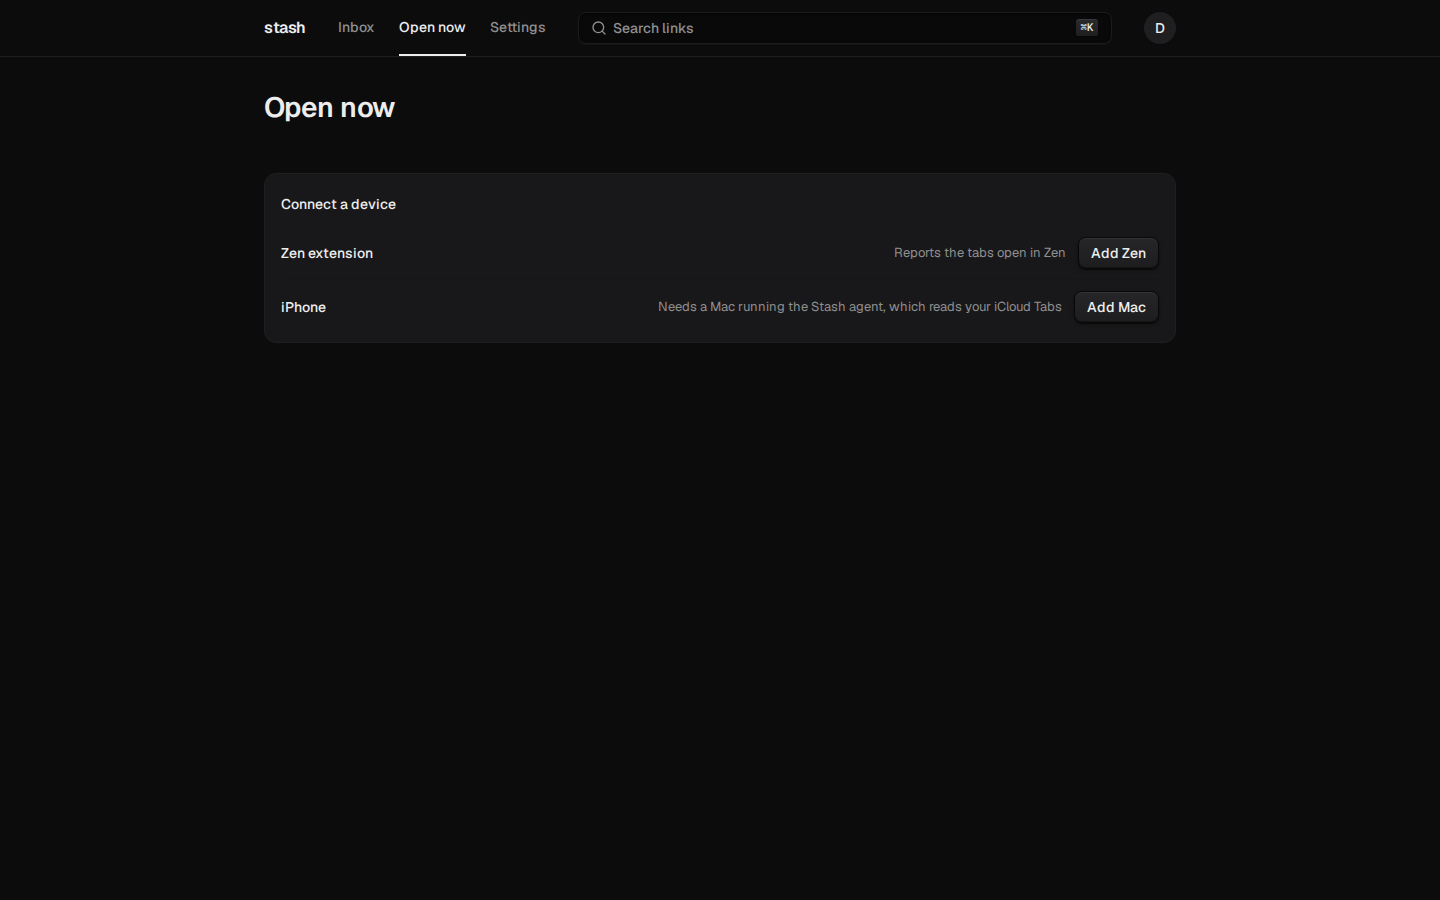 stash Inbox Open now Settings Search links ⌘K D
Open now
Connect a device
Zen extension Reports the tabs open in Zen Add Zen
iPhone Needs a Mac running the Stash agent, which reads your iCloud Tabs Add Mac